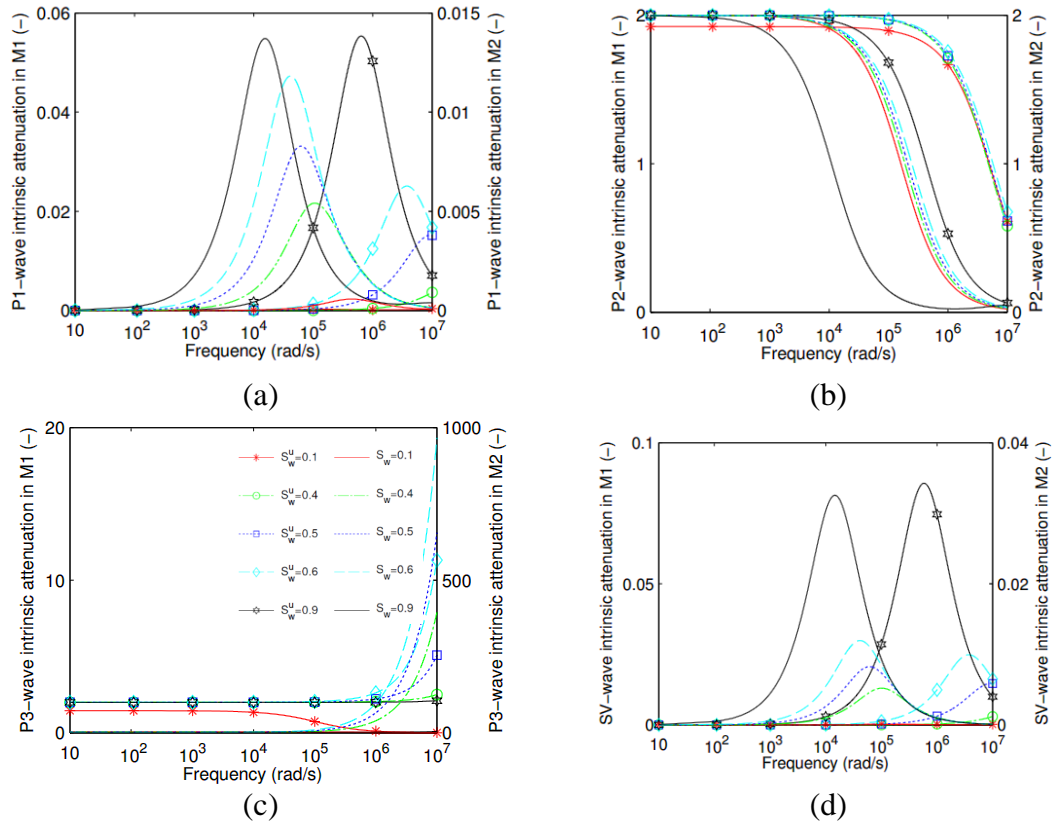 P1−wave intrinsic attenuation in M1 (−)
0.06
0.04
0.02
0
0.015
0.01
0.005
0
P1−wave intrinsic attenuation in M2 (−)
10 10² 10³ 10⁴ 10⁵ 10⁶ 10⁷
Frequency (rad/s)
(a)
P2−wave intrinsic attenuation in M1 (−)
2
1
0
2
1
0
P2−wave intrinsic attenuation in M2 (−)
10 10² 10³ 10⁴ 10⁵ 10⁶ 10⁷
Frequency (rad/s)
(b)
P3−wave intrinsic attenuation in M1 (−)
20
10
0
S_w^u=0.1 S_w=0.1
S_w^u=0.4 S_w=0.4
S_w^u=0.5 S_w=0.5
S_w^u=0.6 S_w=0.6
S_w^u=0.9 S_w=0.9
1000
500
0
P3−wave intrinsic attenuation in M2 (−)
10 10² 10³ 10⁴ 10⁵ 10⁶ 10⁷
Frequency (rad/s)
(c)
SV−wave intrinsic attenuation in M1 (−)
0.1
0.05
0
0.04
0.02
0
SV−wave intrinsic attenuation in M2 (−)
10 10² 10³ 10⁴ 10⁵ 10⁶ 10⁷
Frequency (rad/s)
(d)